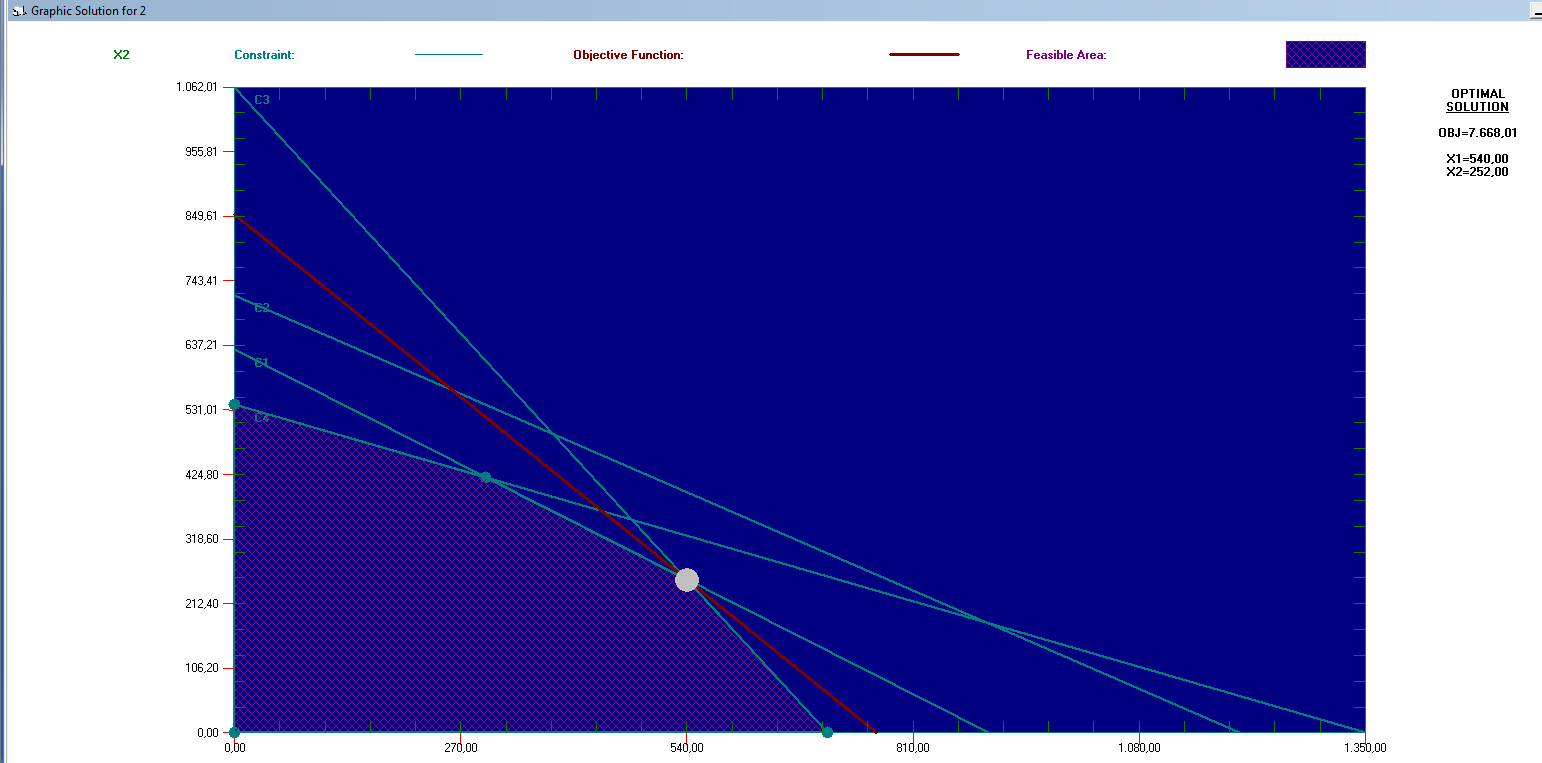 Graphic Solution for 2
X2 Constraint: Objective Function: Feasible Area:
OPTIMAL
SOLUTION
OBJ=7.668,01
X1=540,00
X2=252,00
1.062,01
955,81
849,61
743,41
637,21
531,01
424,80
318,60
212,40
106,20
0,00
C3
C2
C1
C4
0,00 270,00 540,00 810,00 1.080,00 1.350,00